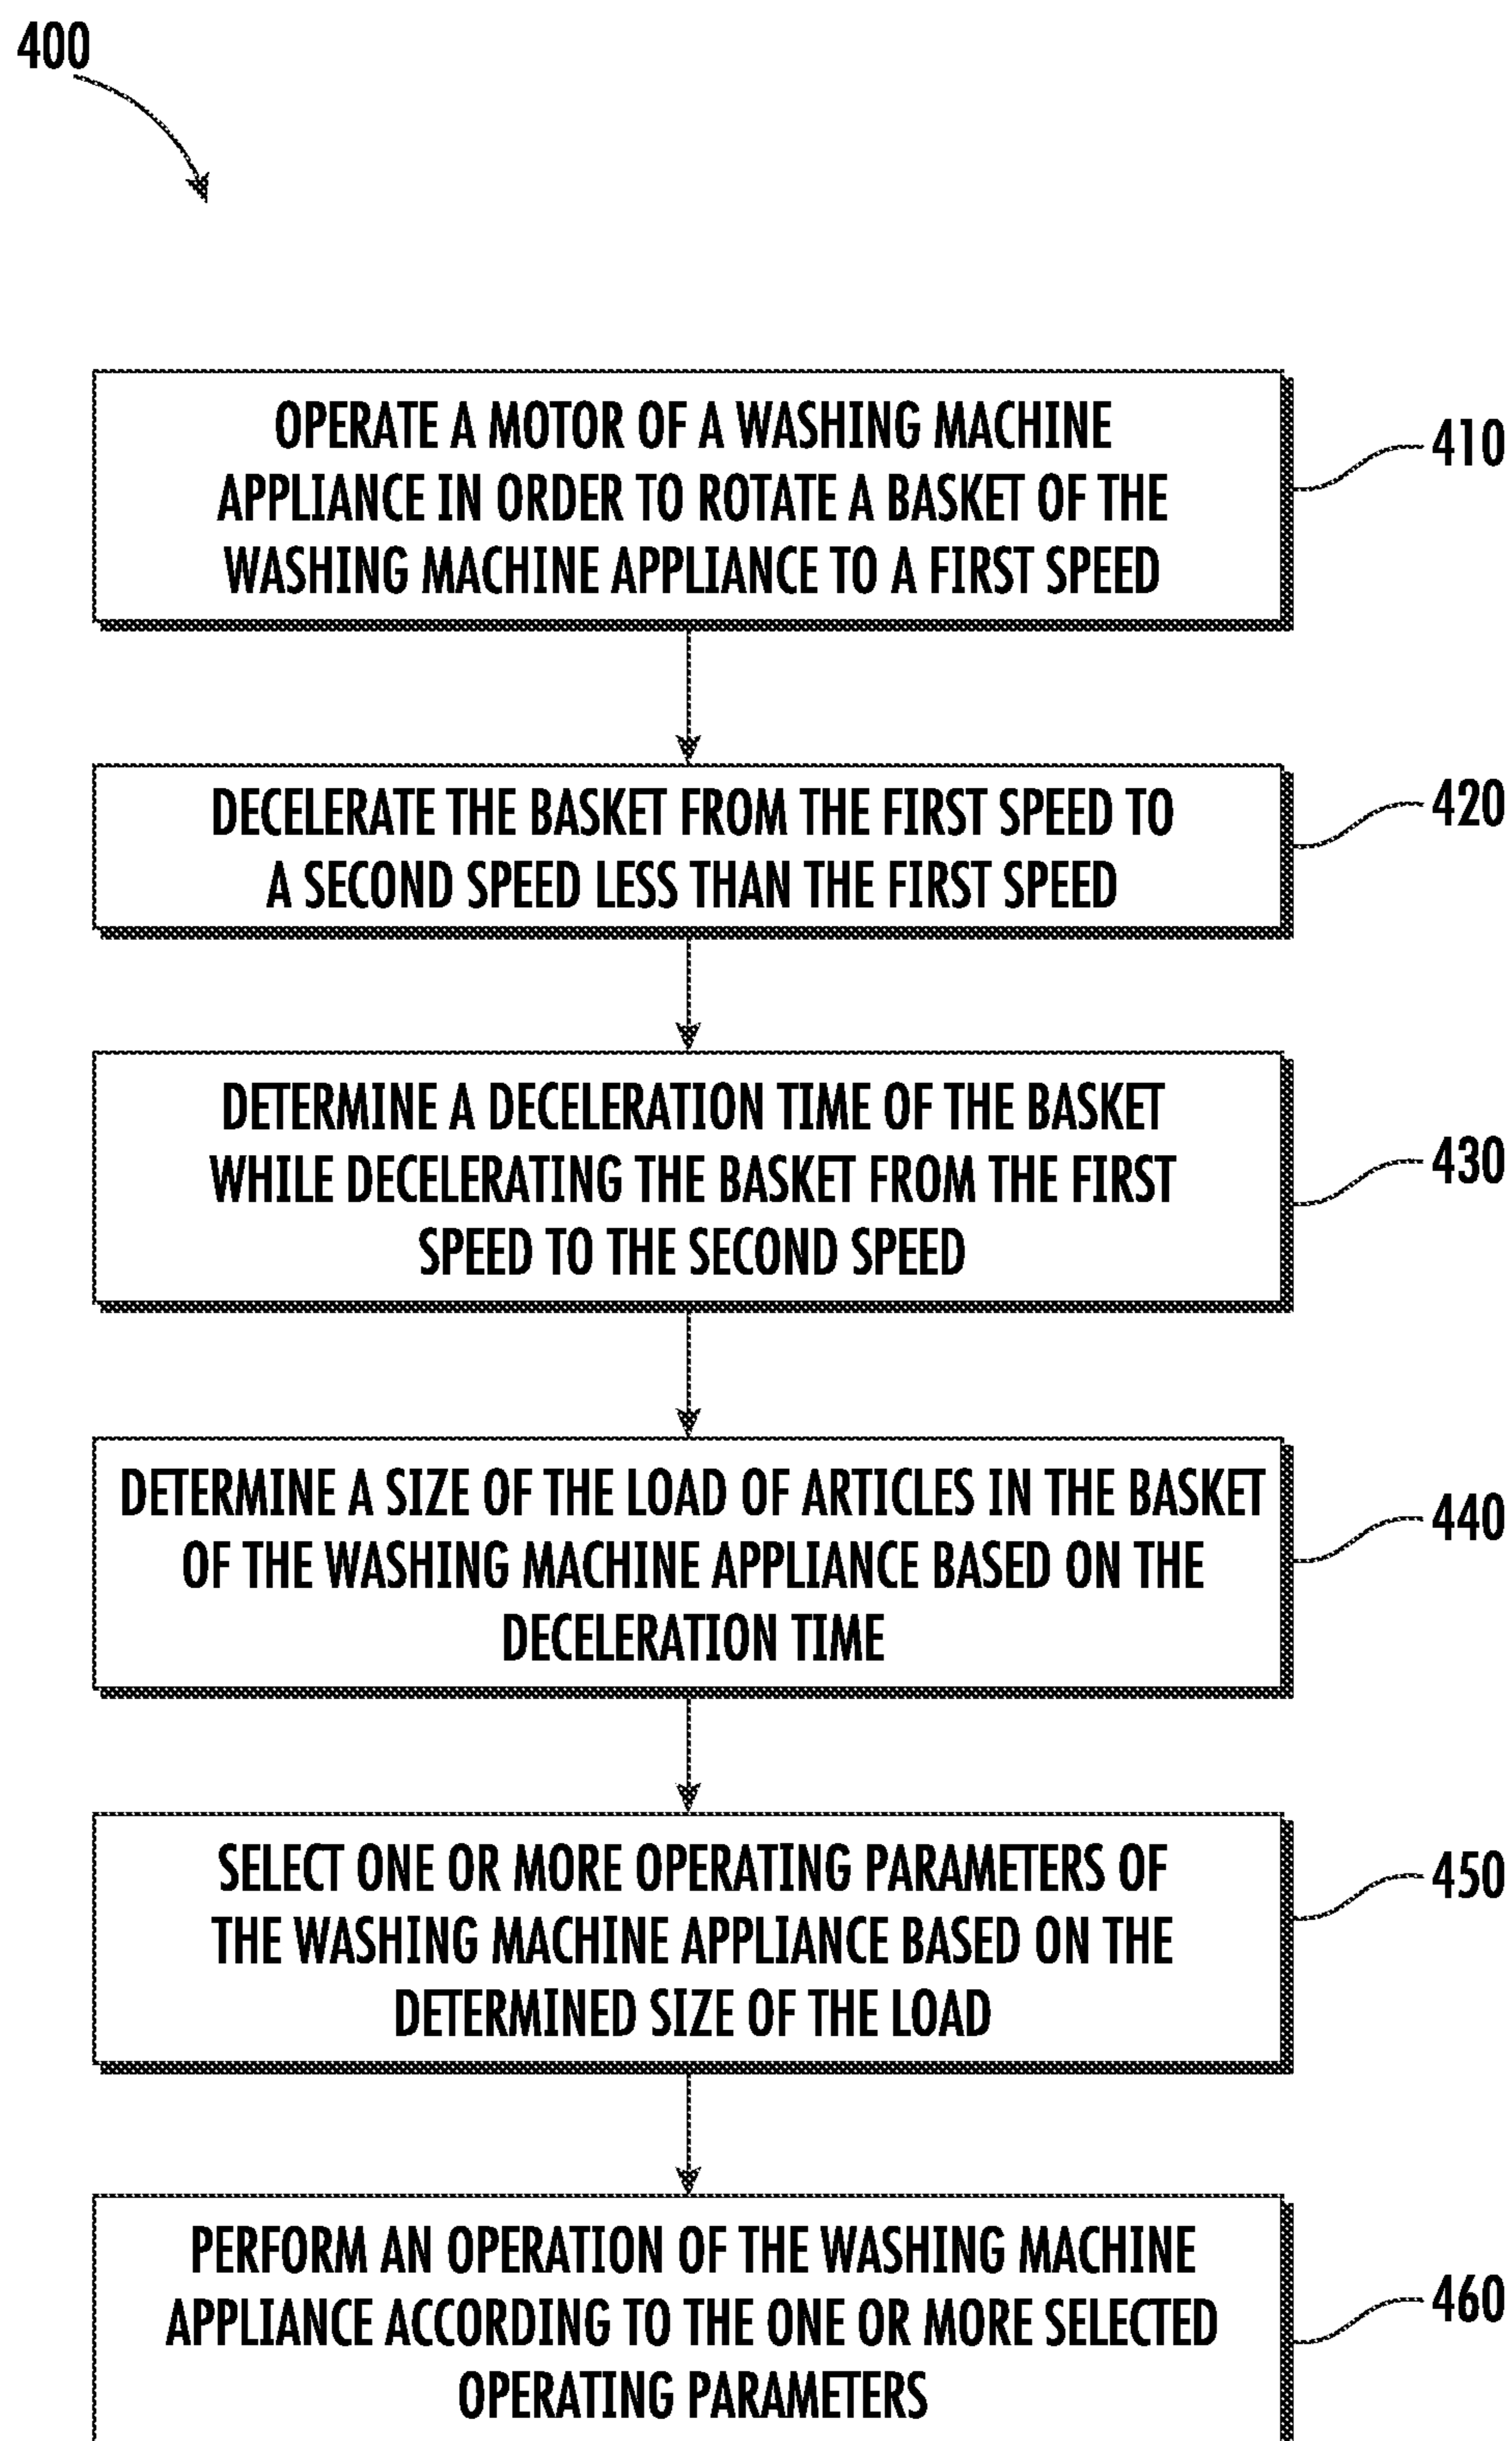 400
OPERATE A MOTOR OF A WASHING MACHINE
APPLIANCE IN ORDER TO ROTATE A BASKET OF THE
WASHING MACHINE APPLIANCE TO A FIRST SPEED
410
DECELERATE THE BASKET FROM THE FIRST SPEED TO
A SECOND SPEED LESS THAN THE FIRST SPEED
420
DETERMINE A DECELERATION TIME OF THE BASKET
WHILE DECELERATING THE BASKET FROM THE FIRST
SPEED TO THE SECOND SPEED
430
DETERMINE A SIZE OF THE LOAD OF ARTICLES IN THE BASKET
OF THE WASHING MACHINE APPLIANCE BASED ON THE
DECELERATION TIME
440
SELECT ONE OR MORE OPERATING PARAMETERS OF
THE WASHING MACHINE APPLIANCE BASED ON THE
DETERMINED SIZE OF THE LOAD
450
PERFORM AN OPERATION OF THE WASHING MACHINE
APPLIANCE ACCORDING TO THE ONE OR MORE SELECTED
OPERATING PARAMETERS
460